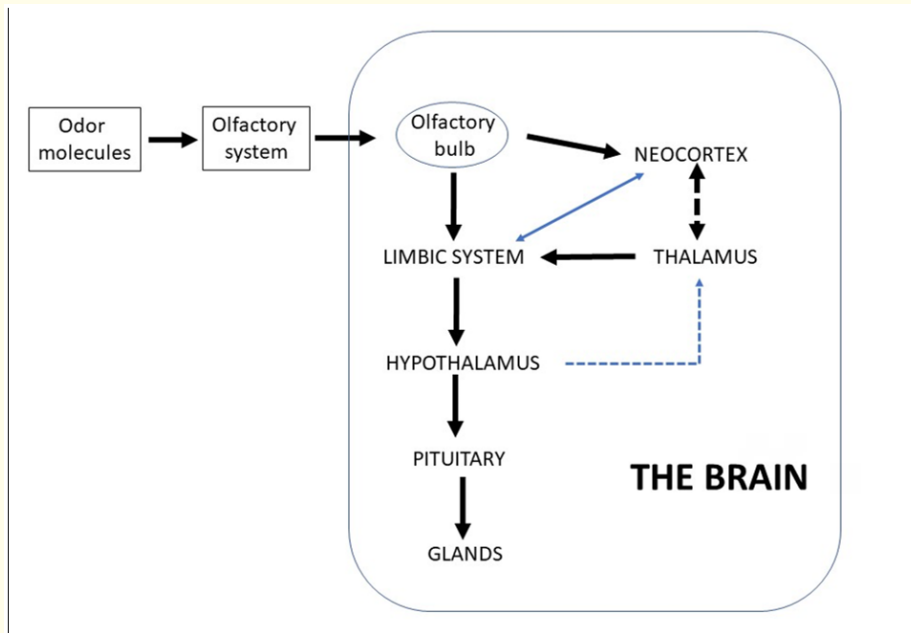 Odor
molecules
Olfactory
system
Olfactory
bulb
NEOCORTEX
LIMBIC SYSTEM
THALAMUS
HYPOTHALAMUS
PITUITARY
THE BRAIN
GLANDS